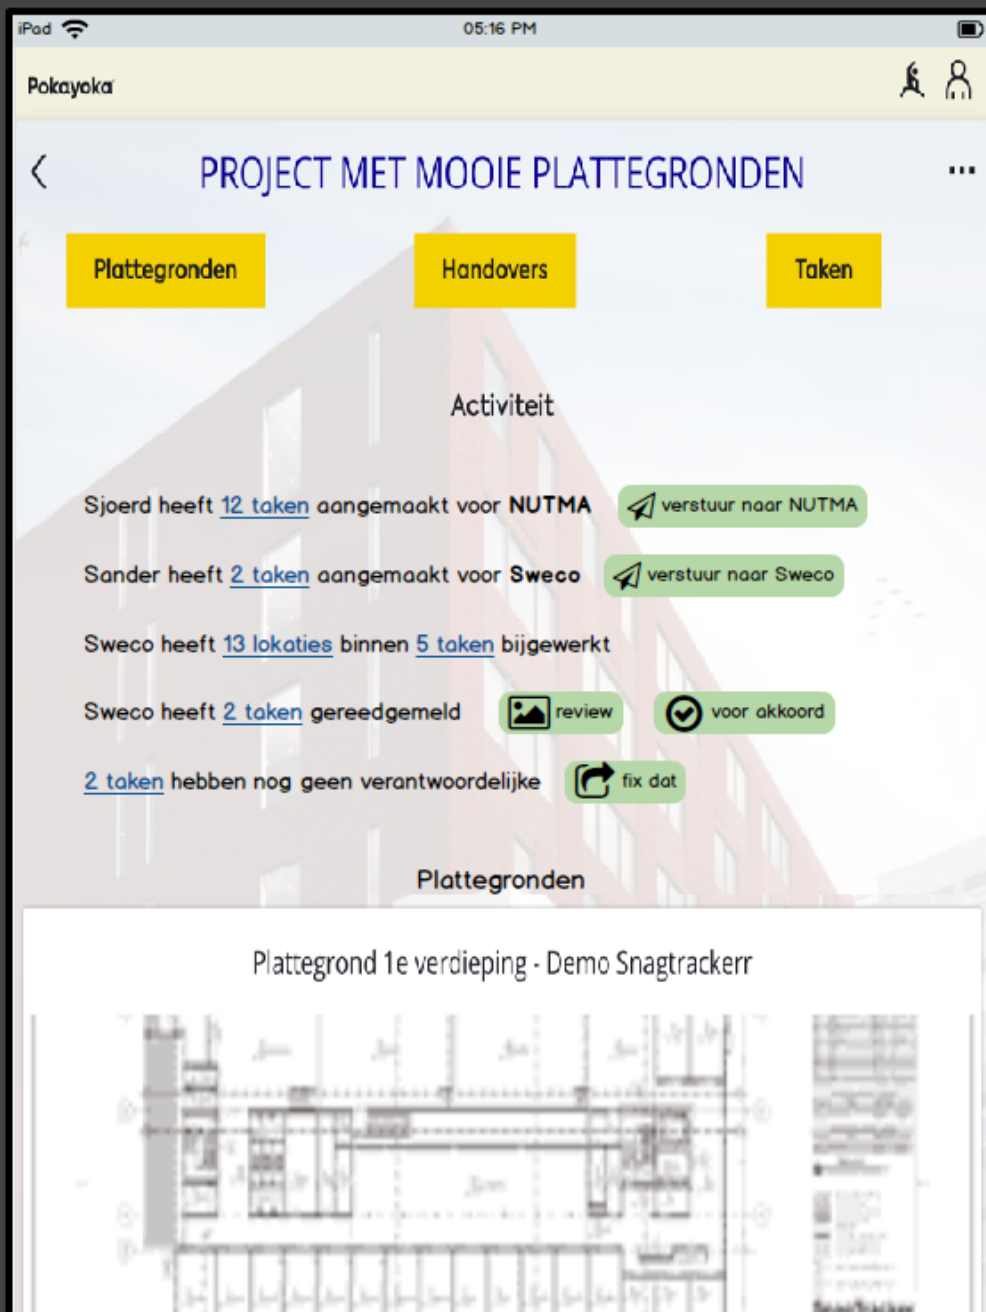 iPad 05:16 PM
Pokayoka
PROJECT MET MOOIE PLATTEGRONDEN
Plattegronden Handovers Taken
Activiteit
Sjoerd heeft 12 taken aangemaakt voor NUTMA verstuur naar NUTMA
Sander heeft 2 taken aangemaakt voor Sweco verstuur naar Sweco
Sweco heeft 13 lokaties binnen 5 taken bijgewerkt
Sweco heeft 2 taken gereedgemeld review voor akkoord
2 taken hebben nog geen verantwoordelijke fix dat
Plattegronden
Plattegrond 1e verdieping - Demo Snagtrackerr